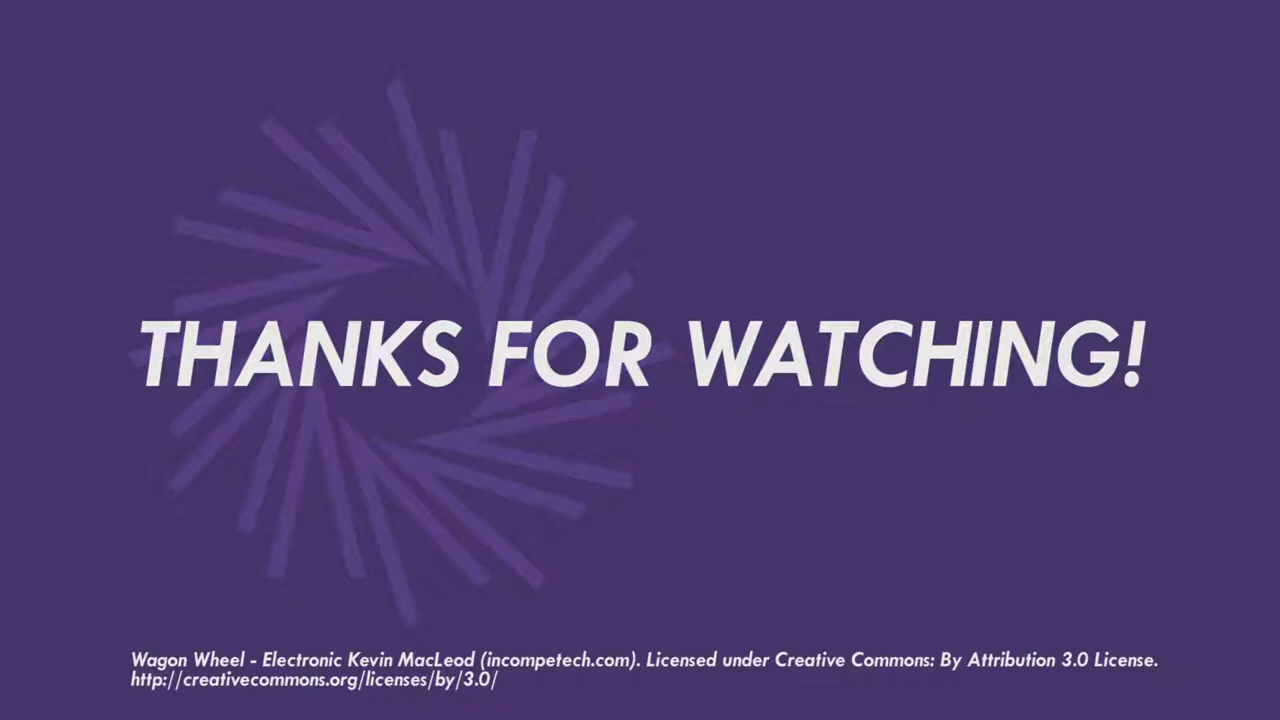 THANKS FOR WATCHING!
Wagon Wheel - Electronic Kevin MacLeod (incompetech.com). Licensed under Creative Commons: By Attribution 3.0 License.
http://creativecommons.org/licenses/by/3.0/